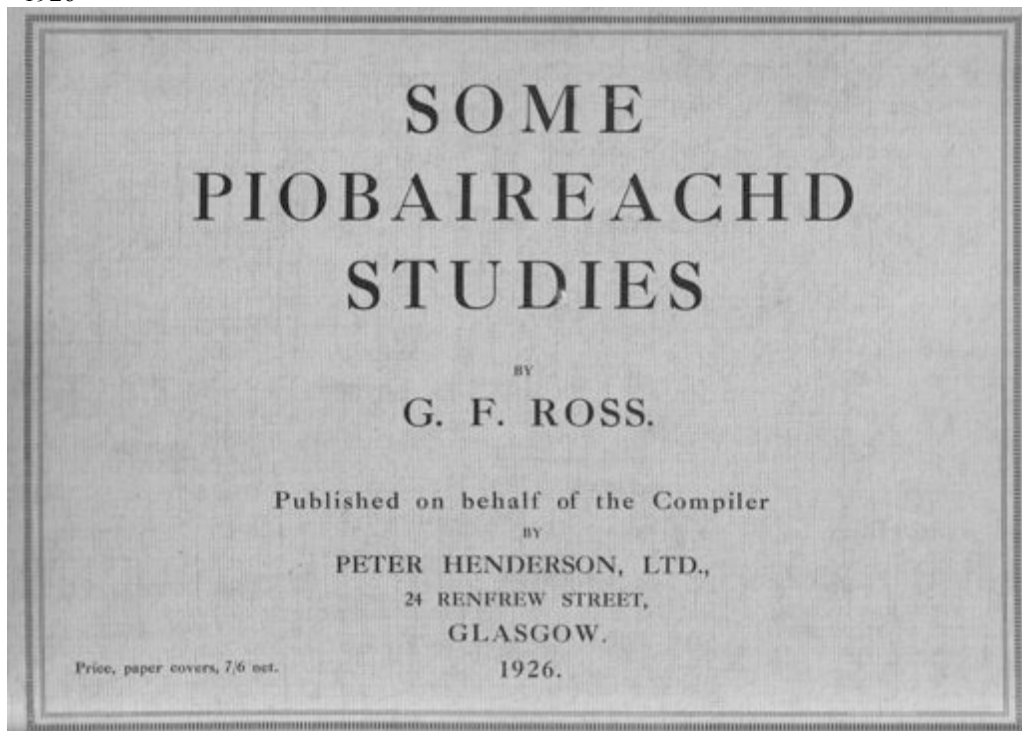 1926
SOME
PIOBAIREACHD
STUDIES
BY
G. F. ROSS.
Published on behalf of the Compiler
BY
PETER HENDERSON, LTD.,
24 RENFREW STREET,
GLASGOW.
Price, paper covers, 7/6 net.
1926.